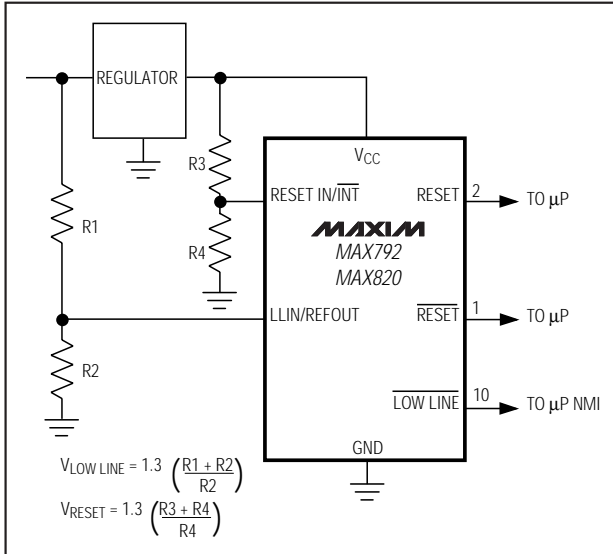 REGULATOR
VCC
R3
RESET IN/INT
RESET
2
TO µP
MAXIM
MAX792
MAX820
R1
R4
LLIN/REFOUT
RESET
1
TO µP
R2
LOW LINE
10
TO µP NMI
GND
VLOW LINE = 1.3 (R1 + R2 / R2)
VRESET = 1.3 (R3 + R4 / R4)